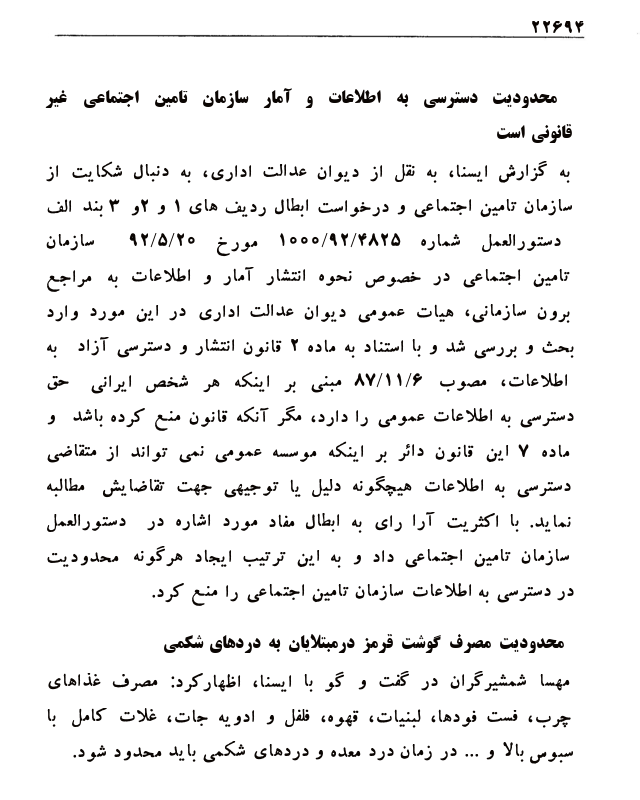 ۲۲۶۹۴
محدودیت دسترسی به اطلاعات و آمار سازمان تامین اجتماعی غیر
قانونی است
به گزارش ایسنا، به نقل از دیوان عدالت اداری، به دنبال شکایت از
سازمان تامین اجتماعی و درخواست ابطال ردیف های ۱ و ۲و ۳ بند الف
دستورالعمل شماره ۱۰۰۰/۹۲/۴۸۲۵ مورخ ۹۲/۵/۲۰ سازمان
تامین اجتماعی در خصوص نحوه انتشار آمار و اطلاعات به مراجع
برون سازمانی، هیات عمومی دیوان عدالت اداری در این مورد وارد
بحث و بررسی شد و با استناد به ماده ۲ قانون انتشار و دسترسی آزاد به
اطلاعات، مصوب ۸۷/۱۱/۶ مبنی بر اینکه هر شخص ایرانی حق
دسترسی به اطلاعات عمومی را دارد، مگر آنکه قانون منع کرده باشد و
ماده ۷ این قانون دائر بر اینکه موسسه عمومی نمی تواند از متقاضی
دسترسی به اطلاعات هیچگونه دلیل یا توجیهی جهت تقاضایش مطالبه
نماید. با اکثریت آرا رای به ابطال مفاد مورد اشاره در دستورالعمل
سازمان تامین اجتماعی داد و به این ترتیب ایجاد هرگونه محدودیت
در دسترسی به اطلاعات سازمان تامین اجتماعی را منع کرد.
محدودیت مصرف گوشت قرمز درمبتلایان به دردهای شکمی
مهسا شمشیرگران در گفت و گو با ایسنا، اظهارکرد: مصرف غذاهای
چرب، فست فودها، لبنیات، قهوه، فلفل و ادویه جات، غلات کامل با
سبوس بالا و ... در زمان درد معده و دردهای شکمی باید محدود شود.